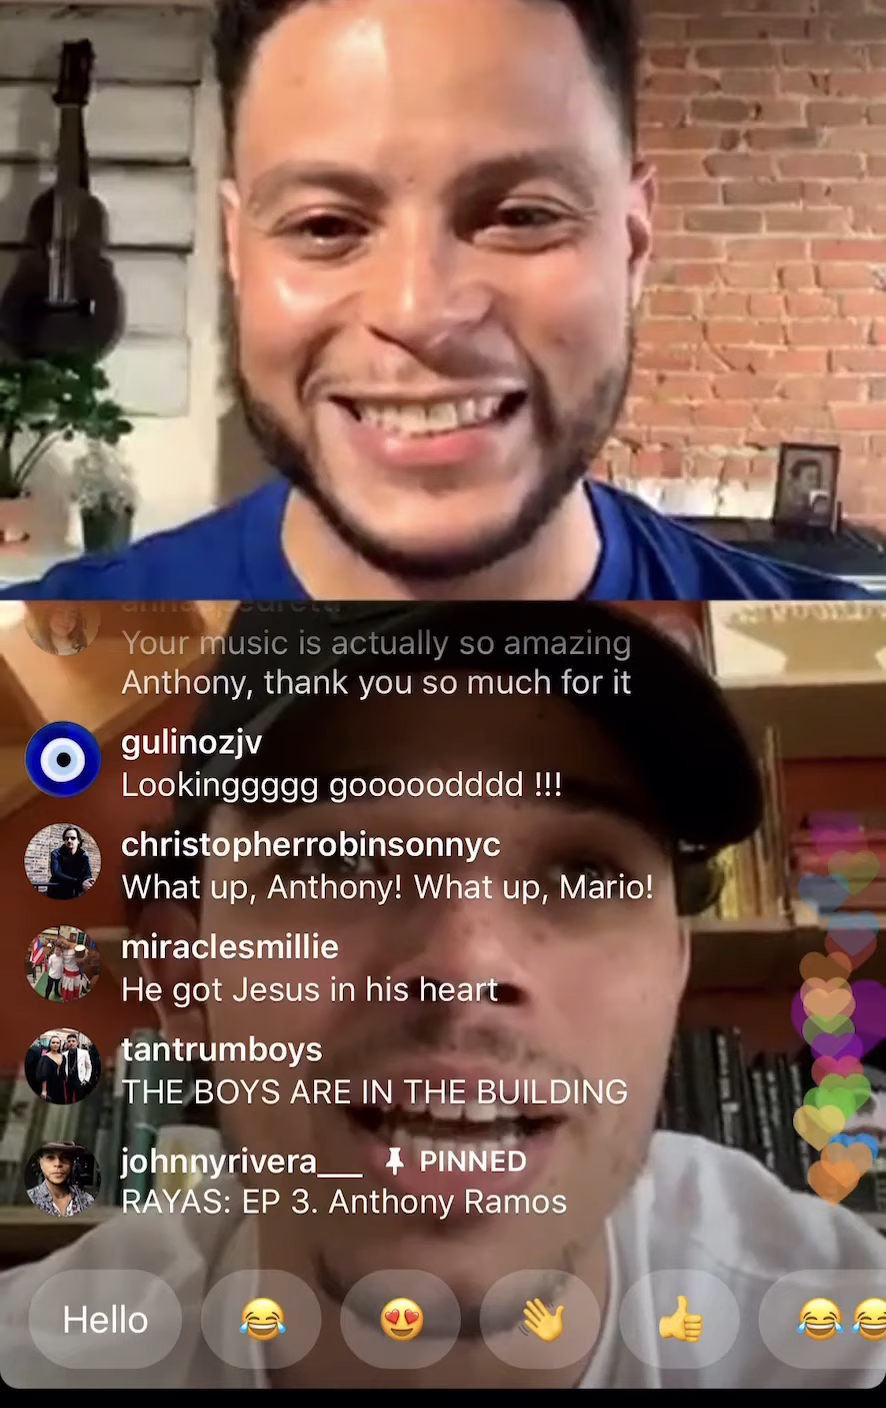 Your music is actually so amazing
Anthony, thank you so much for it
gulinozjv
Lookinggggg gooooodddd !!!
christopherrobinsonnyc
What up, Anthony! What up, Mario!
miraclesmillie
He got Jesus in his heart
tantrumboys
THE BOYS ARE IN THE BUILDING
johnnyrivera___ PINNED
RAYAS: EP 3. Anthony Ramos
Hello